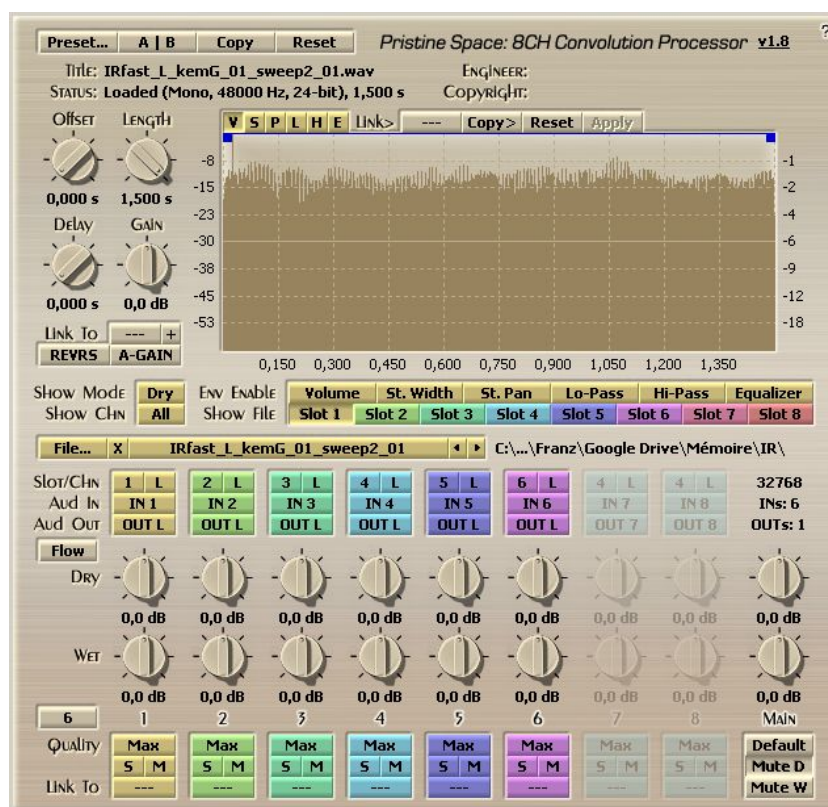 ?
Preset... A | B Copy Reset Pristine Space: 8CH Convolution Processor v1.8
Title: IRfast_L_kemG_01_sweep2_01.wav Engineer:
Status: Loaded (Mono, 48000 Hz, 24-bit), 1,500 s Copyright:
Offset Length V S P L H E Link> --- Copy> Reset Apply
-8 -1
-15 -2
0,000 s 1,500 s
-23 -4
Delay Gain
-30 -6
-38 -9
-45 -12
0,000 s 0,0 dB
-53 -18
Link To --- +
REVRS A-GAIN
0,150 0,300 0,450 0,600 0,750 0,900 1,050 1,200 1,350
Show Mode Dry Env Enable Volume St. Width St. Pan Lo-Pass Hi-Pass Equalizer
Show Chn All Show File Slot 1 Slot 2 Slot 3 Slot 4 Slot 5 Slot 6 Slot 7 Slot 8
File... X IRfast_L_kemG_01_sweep2_01 C:\...\Franz\Google Drive\Mémoire\IR\
Slot/Chn 1 L 2 L 3 L 4 L 5 L 6 L 4 L 4 L 32768
Aud In IN 1 IN 2 IN 3 IN 4 IN 5 IN 6 IN 7 IN 8 INs: 6
Aud Out OUT L OUT L OUT L OUT L OUT L OUT L OUT 7 OUT 8 OUTs: 1
Flow
Dry
0,0 dB 0,0 dB 0,0 dB 0,0 dB 0,0 dB 0,0 dB 0,0 dB 0,0 dB 0,0 dB
Wet
0,0 dB 0,0 dB 0,0 dB 0,0 dB 0,0 dB 0,0 dB 0,0 dB 0,0 dB 0,0 dB
6 1 2 3 4 5 6 7 8 Main
Quality Max Max Max Max Max Max Max Max Default
S M S M S M S M S M S M S M S M Mute D
Link To --- --- --- --- --- --- --- --- Mute W